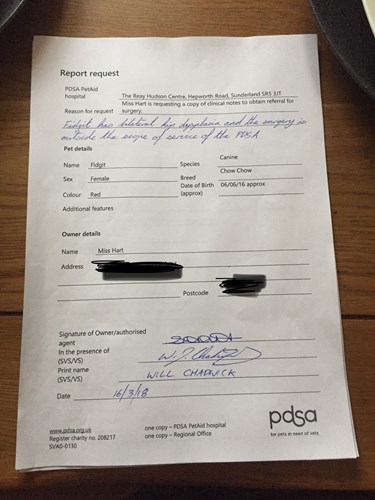 Report request
PDSA PetAid hospital The Reay Hudson Centre, Hepworth Road, Sunderland SR5 3JT
Reason for request Miss Hart is requesting a copy of clinical notes to obtain referral for surgery.
Fidgit has bilateral hip dysplasia and the surgery is
outside the scope of service of the PDSA.
Pet details
Name Fidgit Species Canine
Sex Female Breed Chow Chow
Colour Red Date of Birth (approx) 06/06/16 approx
Additional features
Owner details
Name Miss Hart
Address
Postcode
Signature of Owner/authorised agent
In the presence of (SVS/VS)
Print name (SVS/VS) WILL CHADWICK
Date 16/3/18
www.pdsa.org.uk one copy – PDSA PetAid hospital
Register charity no. 208217 one copy – Regional Office
SVA0-0130
pdsa
for pets in need of vets